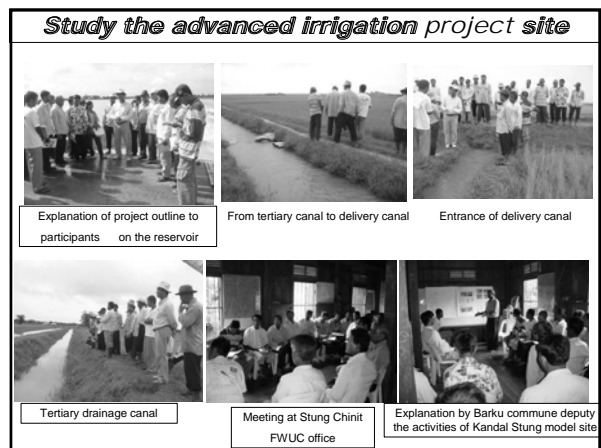 Study the advanced irrigation project site
Explanation of project outline to
participants on the reservoir
From tertiary canal to delivery canal
Entrance of delivery canal
Tertiary drainage canal
Meeting at Stung Chinit
FWUC office
Explanation by Barku commune deputy
the activities of Kandal Stung model site